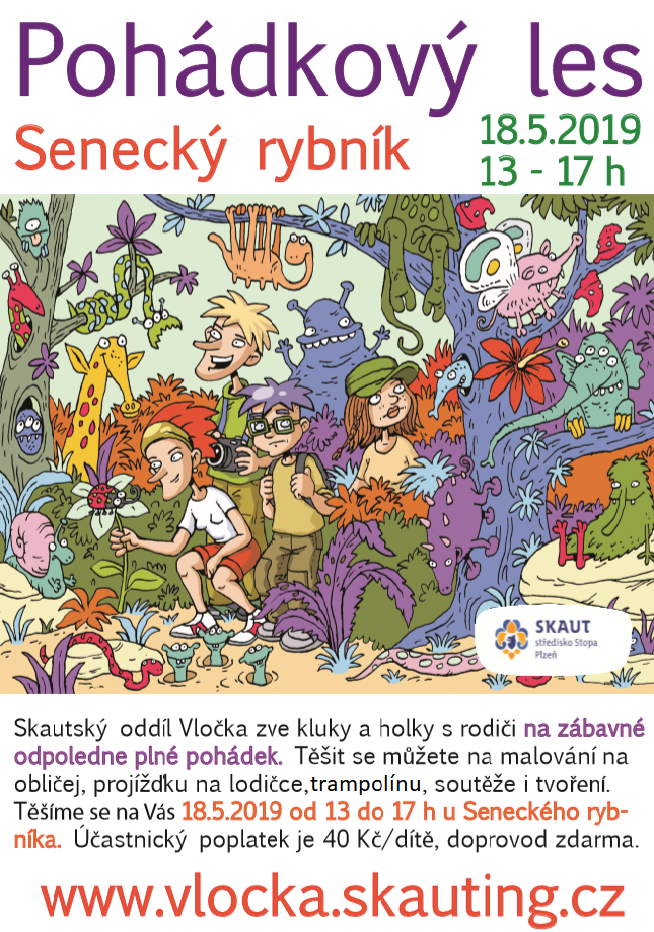 Pohádkový les
Senecký rybník
18.5.2019
13 - 17 h
SKAUT
středisko Stopa
Plzeň
Skautský oddíl Vločka zve kluky a holky s rodiči na zábavné
odpoledne plné pohádek. Těšit se můžete na malování na
obličej, projížďku na lodičce,trampolínu, soutěže i tvoření.
Těšíme se na Vás 18.5.2019 od 13 do 17 h u Seneckého ryb-
níka. Účastnický poplatek je 40 Kč/dítě, doprovod zdarma.
www.vlocka.skauting.cz